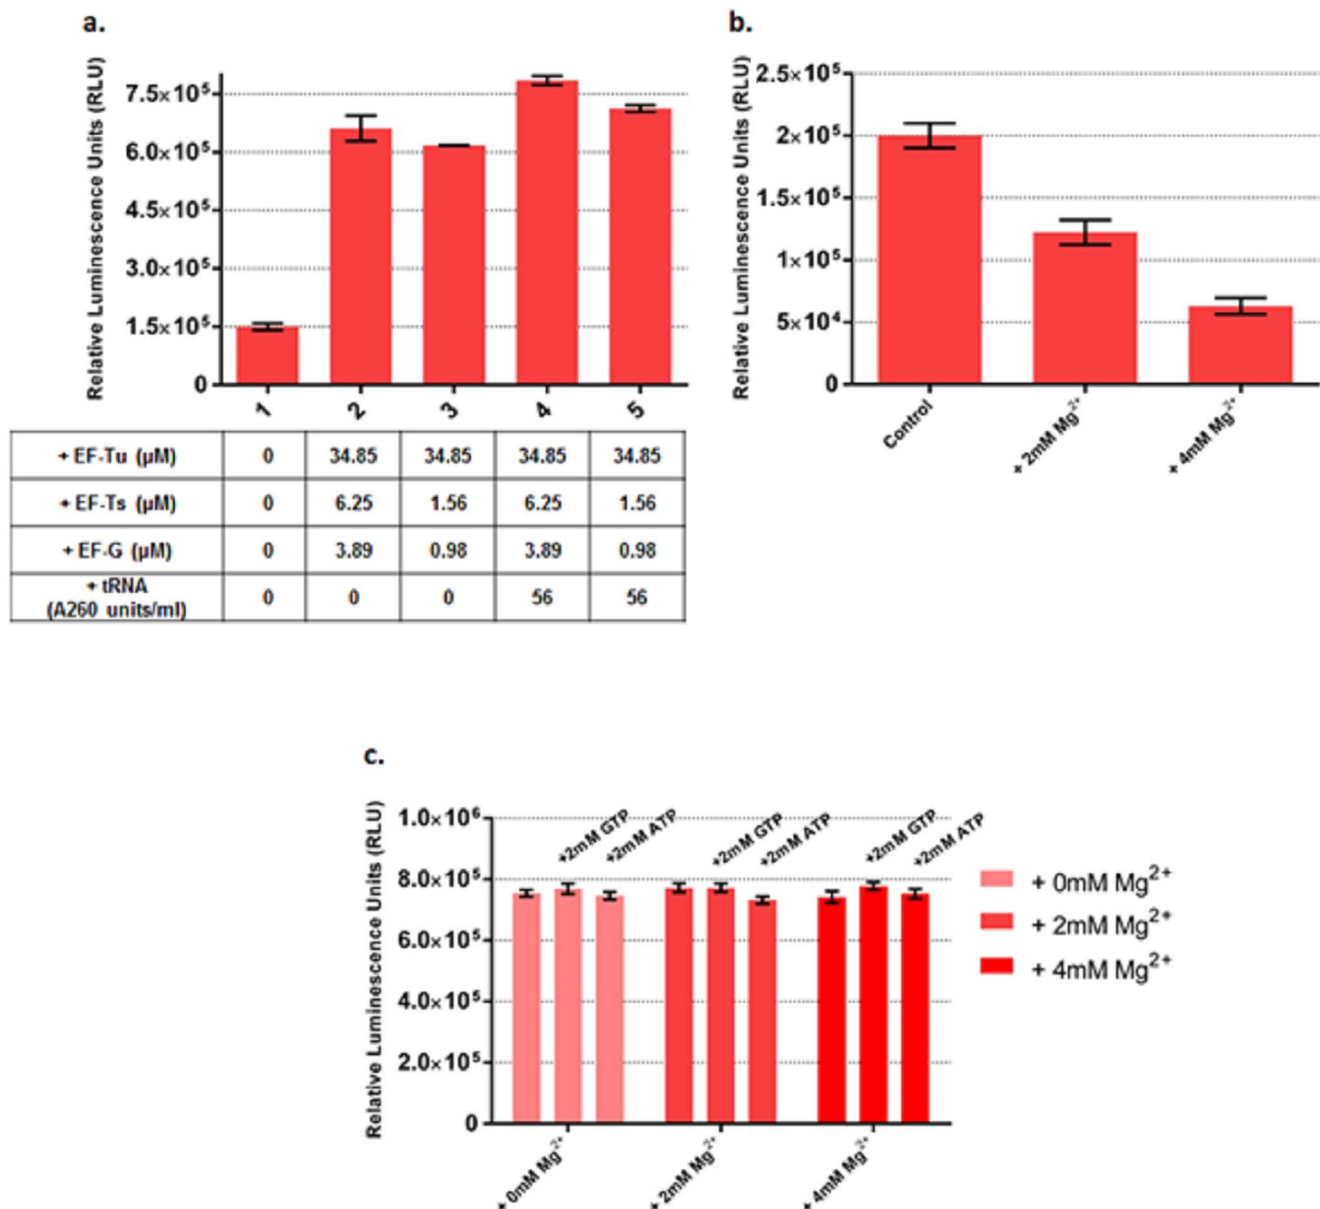 a.
Relative Luminescence Units (RLU)
7.5×10⁵
6.0×10⁵
4.5×10⁵
3.0×10⁵
1.5×10⁵
0
1 2 3 4 5
+ EF-Tu (µM) 0 34.85 34.85 34.85 34.85
+ EF-Ts (µM) 0 6.25 1.56 6.25 1.56
+ EF-G (µM) 0 3.89 0.98 3.89 0.98
+ tRNA
(A260 units/ml) 0 0 0 56 56
b.
Relative Luminescence Units (RLU)
2.5×10⁵
2×10⁵
1.5×10⁵
1×10⁵
5×10⁴
0
Control
+ 2mM Mg²⁺
+ 4mM Mg²⁺
c.
Relative Luminescence Units (RLU)
1.0×10⁶
8.0×10⁵
6.0×10⁵
4.0×10⁵
2.0×10⁵
0
+2mM GTP
+2mM ATP
+2mM GTP
+2mM ATP
+2mM GTP
+2mM ATP
+ 0mM Mg²⁺
+ 2mM Mg²⁺
+ 4mM Mg²⁺
+ 0mM Mg²⁺
+ 2mM Mg²⁺
+ 4mM Mg²⁺